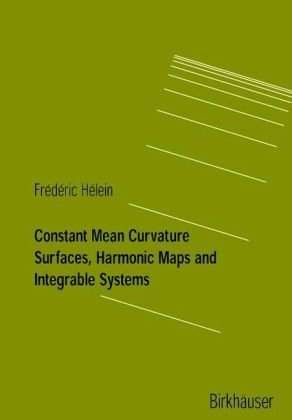 Frédéric Hélein
Constant Mean Curvature
Surfaces, Harmonic Maps and
Integrable Systems
Birkhäuser